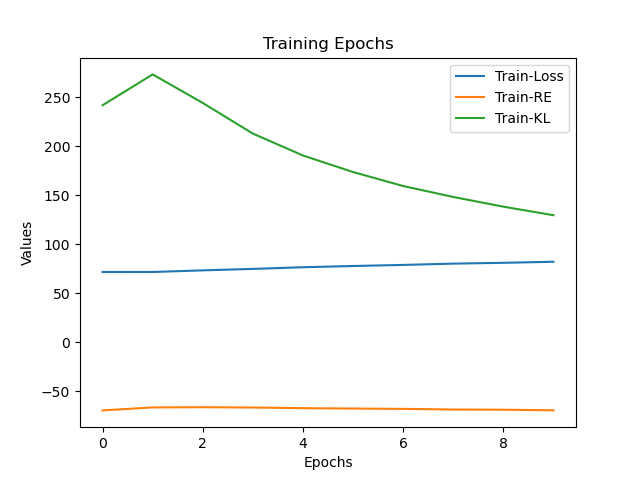 Training Epochs
Train-Loss
Train-RE
Train-KL
Values
250
200
150
100
50
0
−50
0 2 4 6 8
Epochs